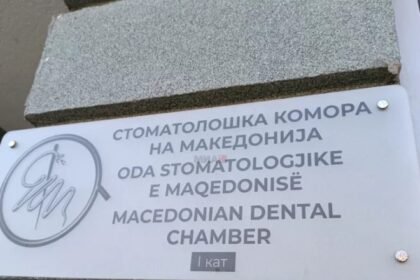 СТОМАТОЛОШКА КОМОРА
НА МАКЕДОНИЈА
ODA STOMATOLOGJIKE
E MAQEDONISË
MACEDONIAN DENTAL
CHAMBER
I кат